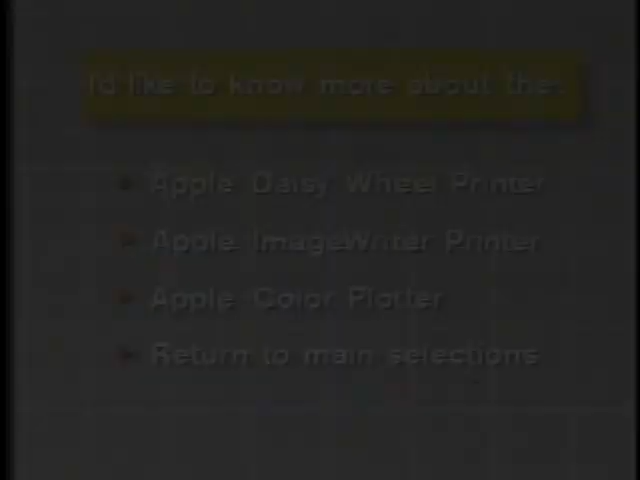 I'd like to know more about the:
Apple Daisy Wheel Printer
Apple ImageWriter Printer
Apple Color Plotter
Return to main selections